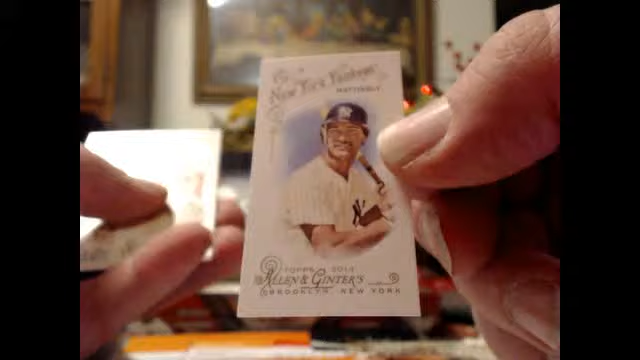 New York Yankees
MATTINGLY
TOPPS 2014
ALLEN & GINTER'S
BROOKLYN, NEW YORK